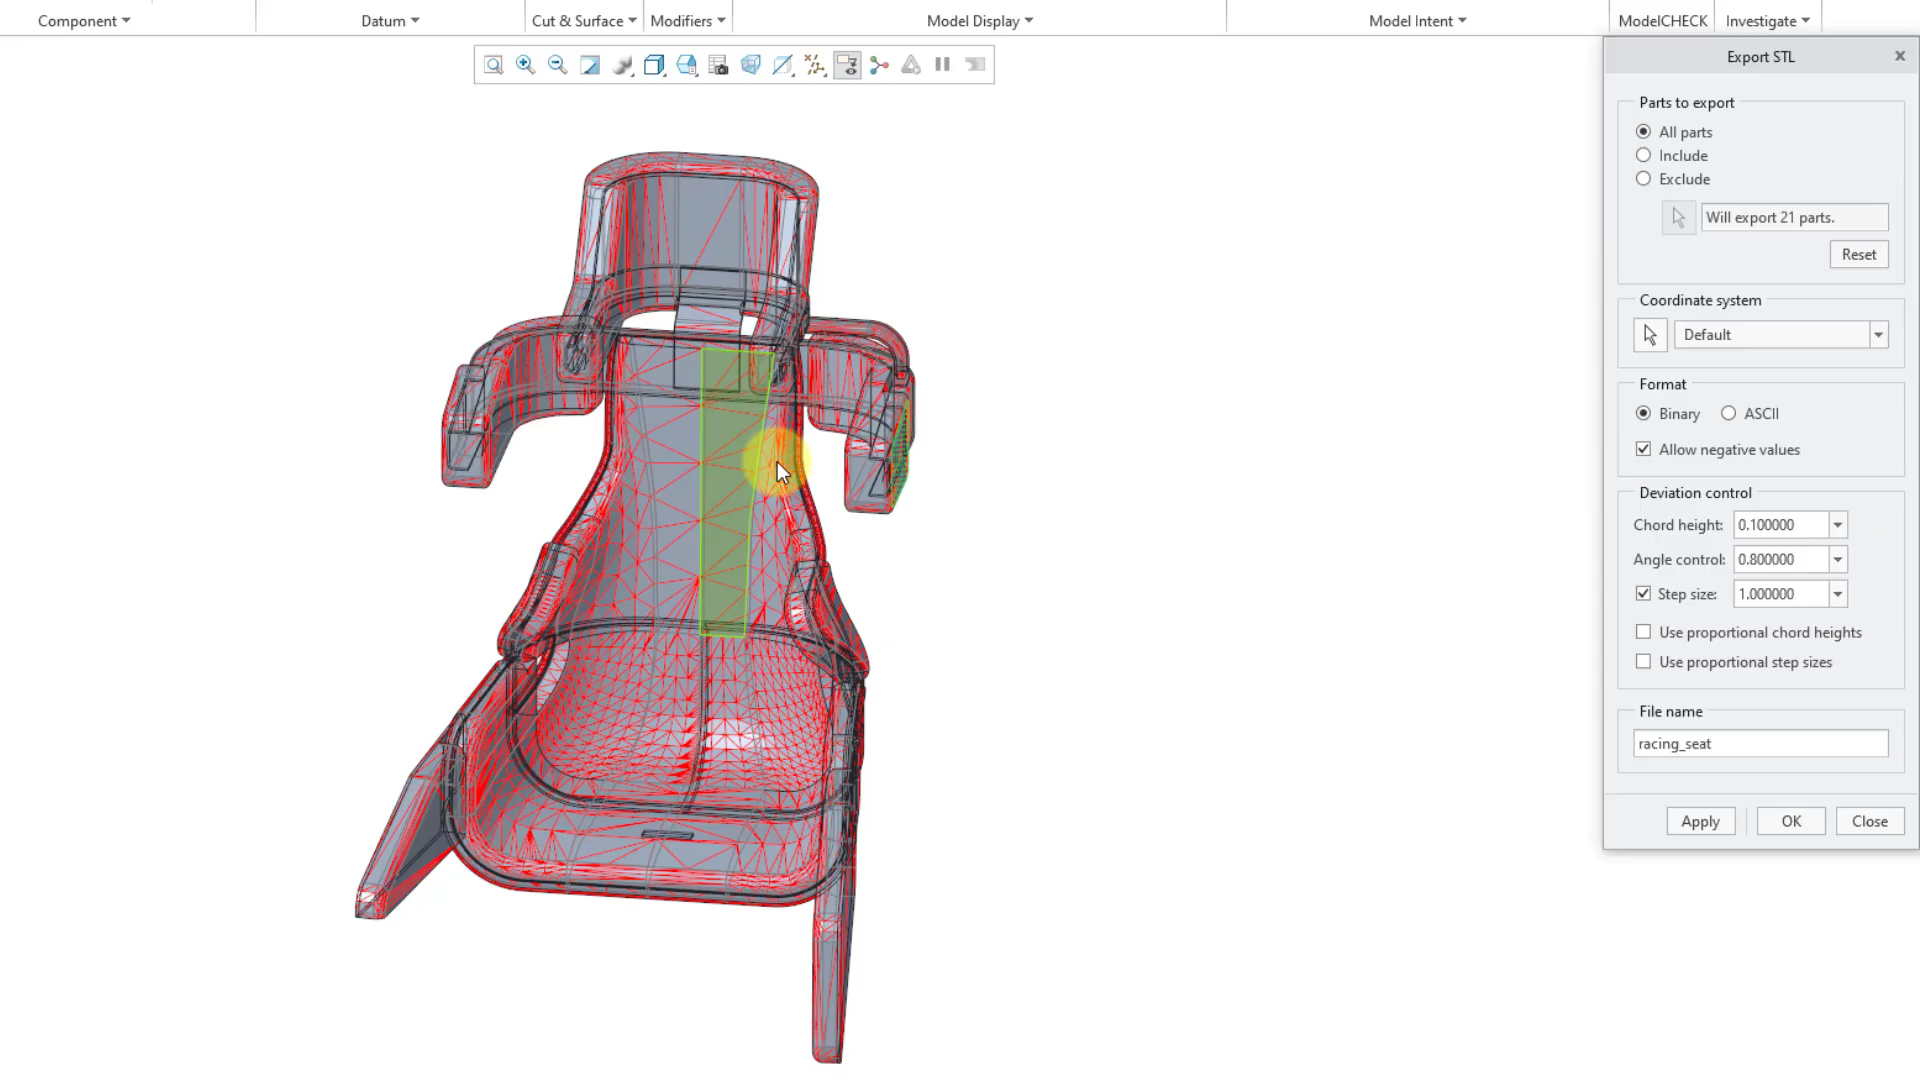 Component
Datum
Cut & Surface
Modifiers
Model Display
Model Intent
ModelCHECK
Investigate
Export STL
Parts to export
All parts
Include
Exclude
Will export 21 parts.
Reset
Coordinate system
Default
Format
Binary
ASCII
Allow negative values
Deviation control
Chord height: 0.100000
Angle control: 0.800000
Step size: 1.000000
Use proportional chord heights
Use proportional step sizes
File name
racing_seat
Apply
OK
Close